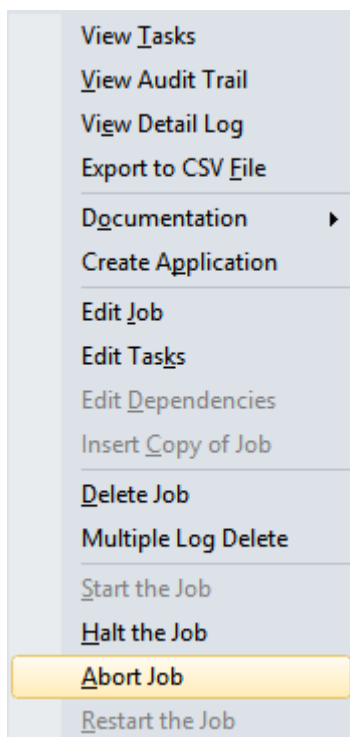 View Tasks
View Audit Trail
View Detail Log
Export to CSV File
Documentation
Create Application
Edit Job
Edit Tasks
Edit Dependencies
Insert Copy of Job
Delete Job
Multiple Log Delete
Start the Job
Halt the Job
Abort Job
Restart the Job